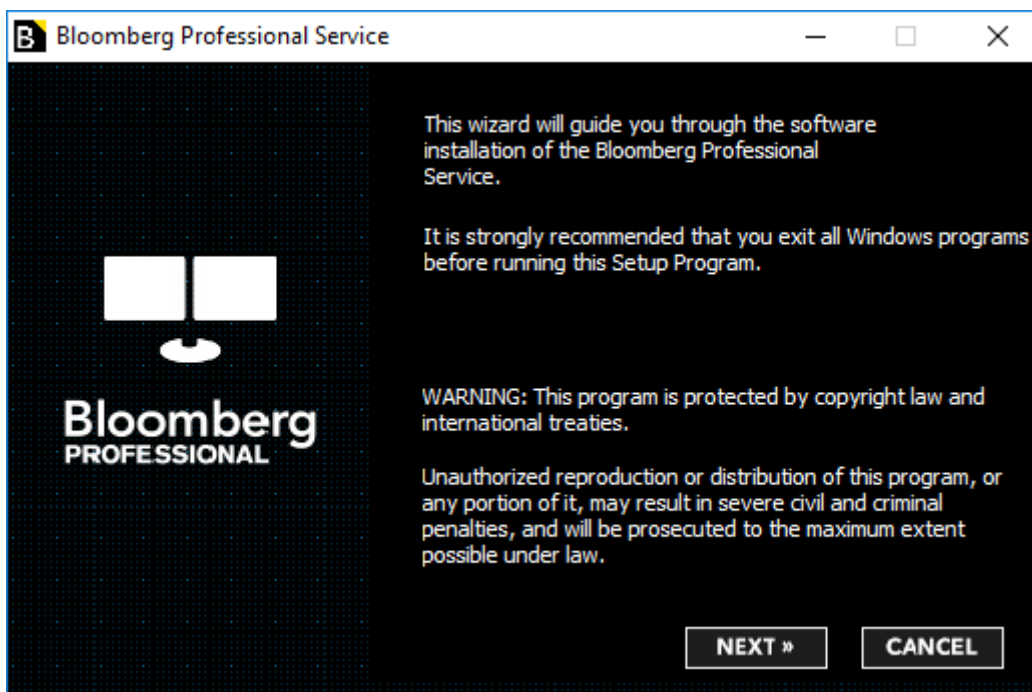 Bloomberg Professional Service
This wizard will guide you through the software
installation of the Bloomberg Professional
Service.
It is strongly recommended that you exit all Windows programs
before running this Setup Program.
Bloomberg
PROFESSIONAL
WARNING: This program is protected by copyright law and
international treaties.
Unauthorized reproduction or distribution of this program, or
any portion of it, may result in severe civil and criminal
penalties, and will be prosecuted to the maximum extent
possible under law.
NEXT »
CANCEL